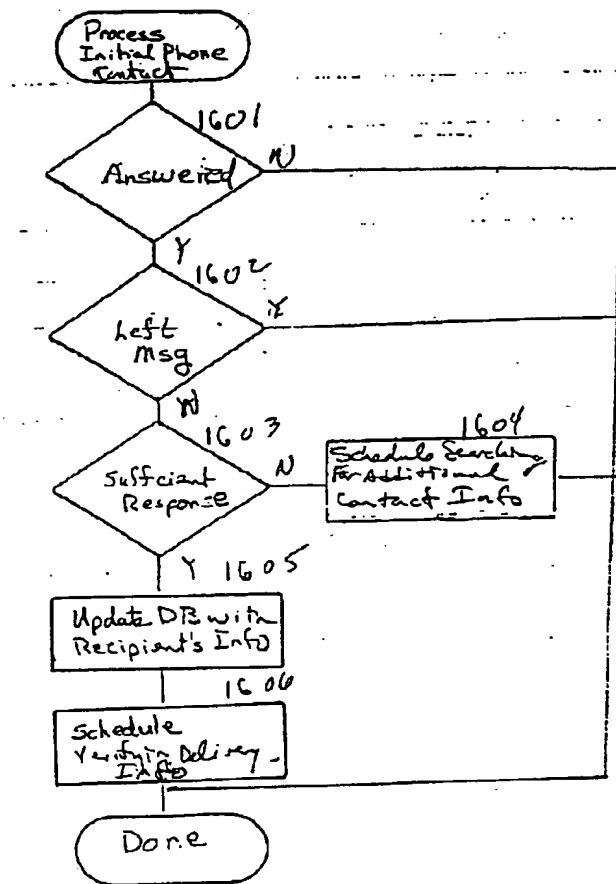 Process
Initial Phone
Contact
1601
Answered
N
Y
1602
Left
Msg
Y
N
1603
Sufficient
Response
N
1604
Schedule Searching
For Additional
Contact Info
Y
1605
Update DB with
Recipient's Info
1606
Schedule
Verifyin Delivery
Info
Done